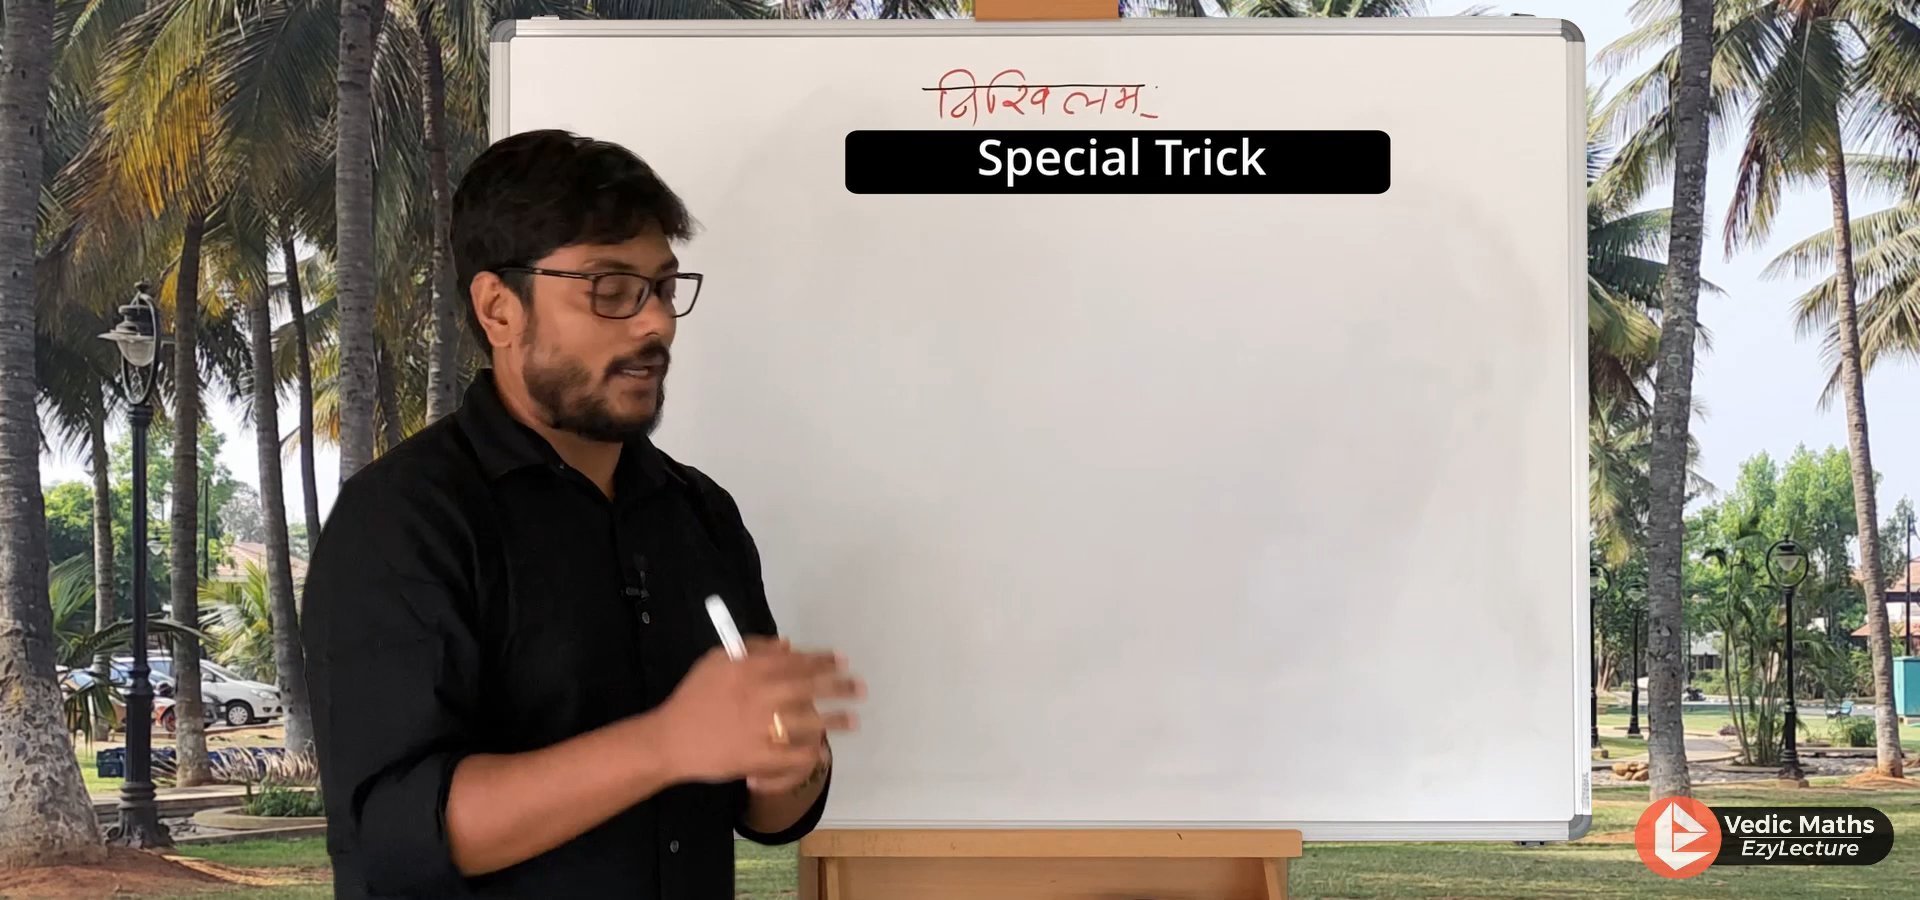 निखिलम्
Special Trick
Vedic Maths
EzyLecture